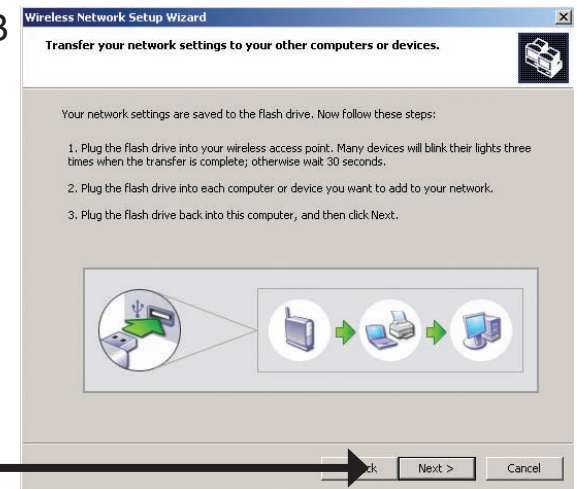 Wireless Network Setup Wizard
Transfer your network settings to your other computers or devices.
Your network settings are saved to the flash drive. Now follow these steps:
1. Plug the flash drive into your wireless access point. Many devices will blink their lights three
times when the transfer is complete; otherwise wait 30 seconds.
2. Plug the flash drive into each computer or device you want to add to your network.
3. Plug the flash drive back into this computer, and then click Next.
Next >
Cancel